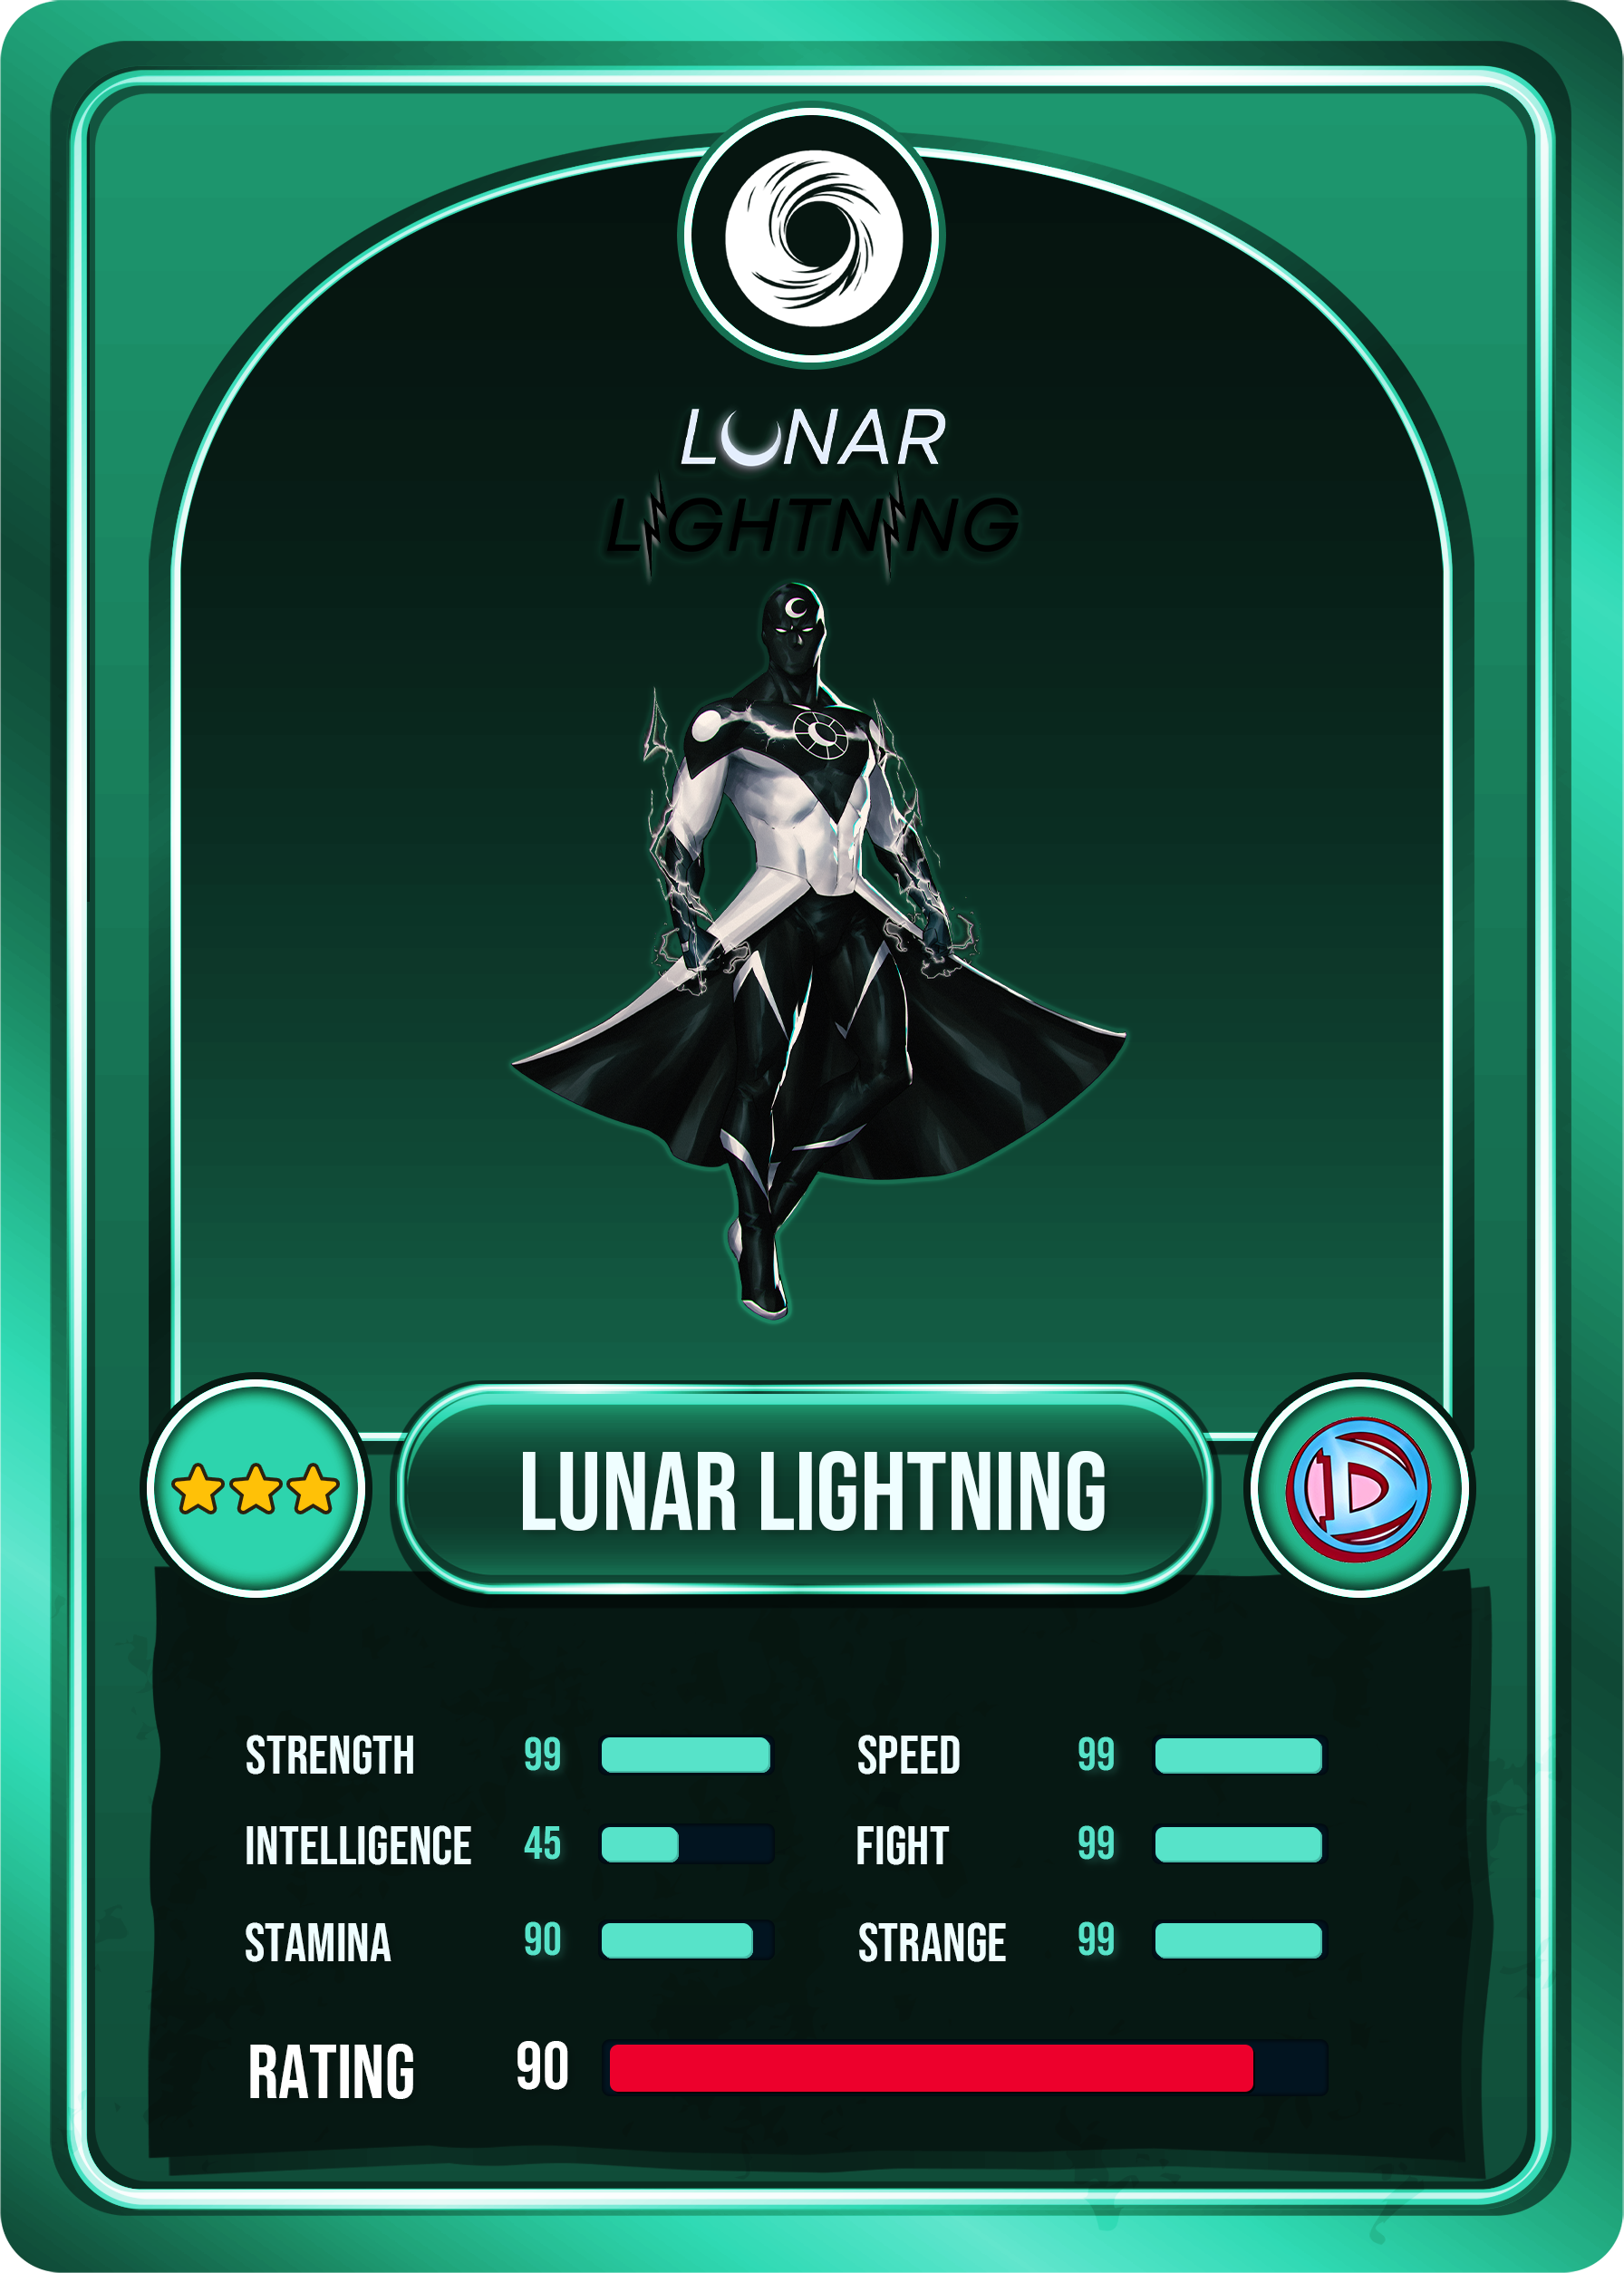 LUNAR
LIGHTNING
LUNAR LIGHTNING
D
STRENGTH 99
SPEED 99
INTELLIGENCE 45
FIGHT 99
STAMINA 90
STRANGE 99
RATING 90